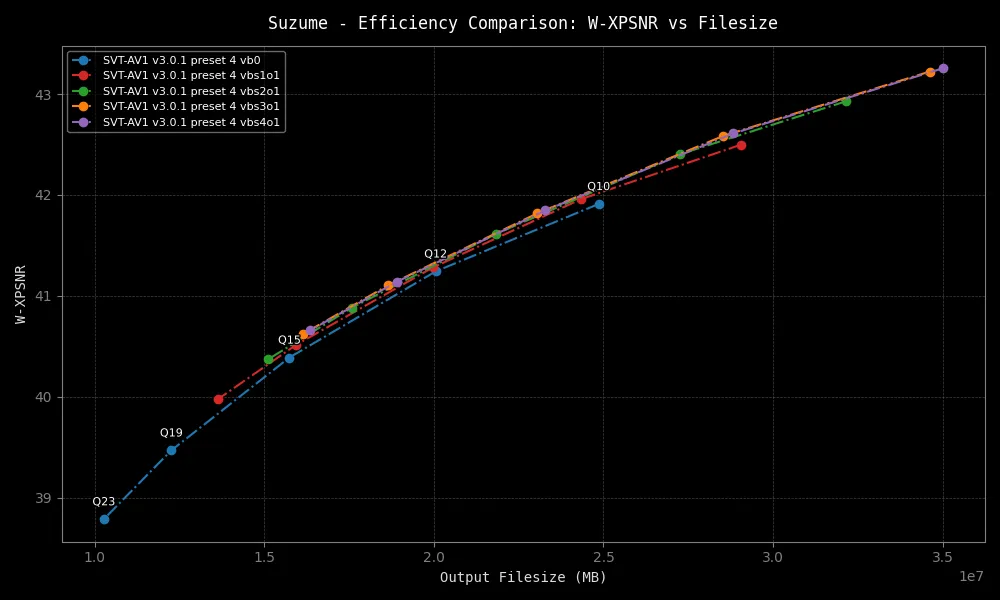 Suzume - Efficiency Comparison: W-XPSNR vs Filesize
SVT-AV1 v3.0.1 preset 4 vb0
SVT-AV1 v3.0.1 preset 4 vbs1o1
SVT-AV1 v3.0.1 preset 4 vbs2o1
SVT-AV1 v3.0.1 preset 4 vbs3o1
SVT-AV1 v3.0.1 preset 4 vbs4o1
43
42
41
40
39
W-XPSNR
Q10
Q12
Q15
Q19
Q23
1.0 1.5 2.0 2.5 3.0 3.5
1e7
Output Filesize (MB)